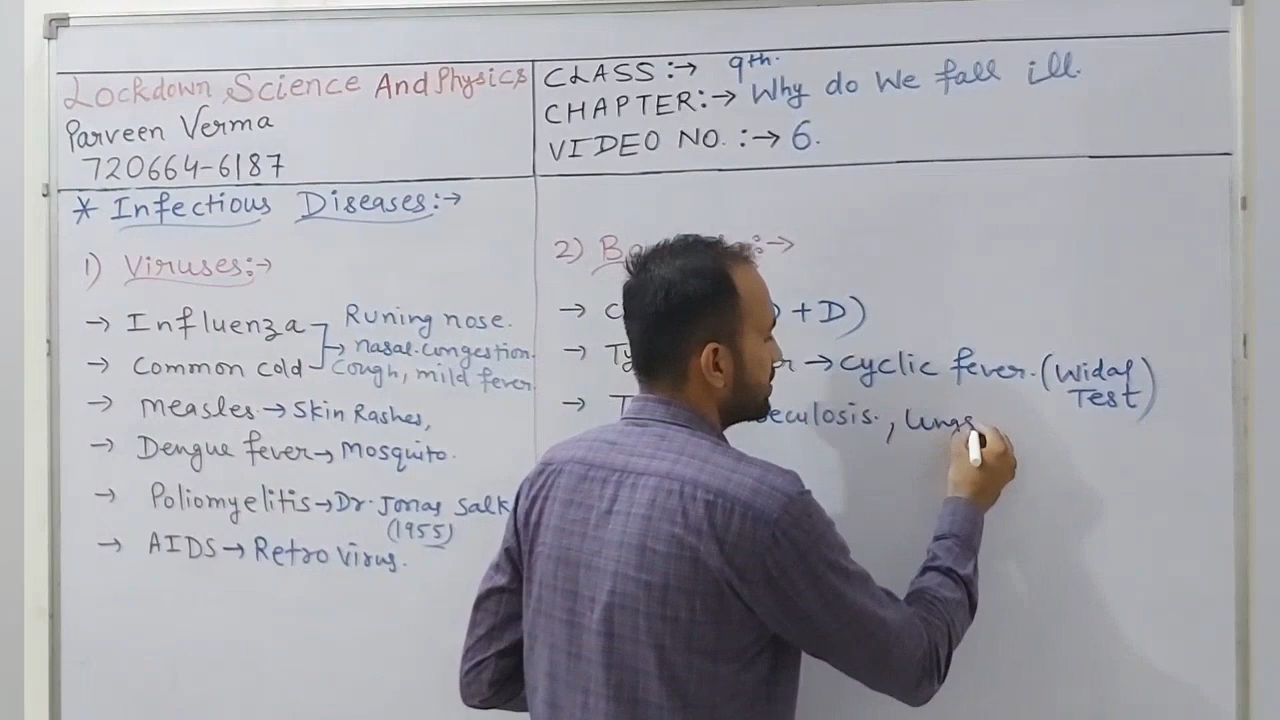 Lockdown Science And Physics
Parveen Verma
720664-6187
CLASS:→ 9th.
CHAPTER:→ Why do We fall ill.
VIDEO NO. :→ 6.
* Infectious Diseases:→
1) Viruses:→
→ Influenza
→ Common cold
Runing nose.
→ nasal congestion.
Cough, mild fever
→ measles → Skin Rashes,
→ Dengue fever → Mosquito.
→ Poliomyelitis → Dr. Jonas Salk
(1955)
→ AIDS → Retro virus.
2)
:→
→ + D)
→ → cyclic fever. (Widal
Test)
→ , lungs